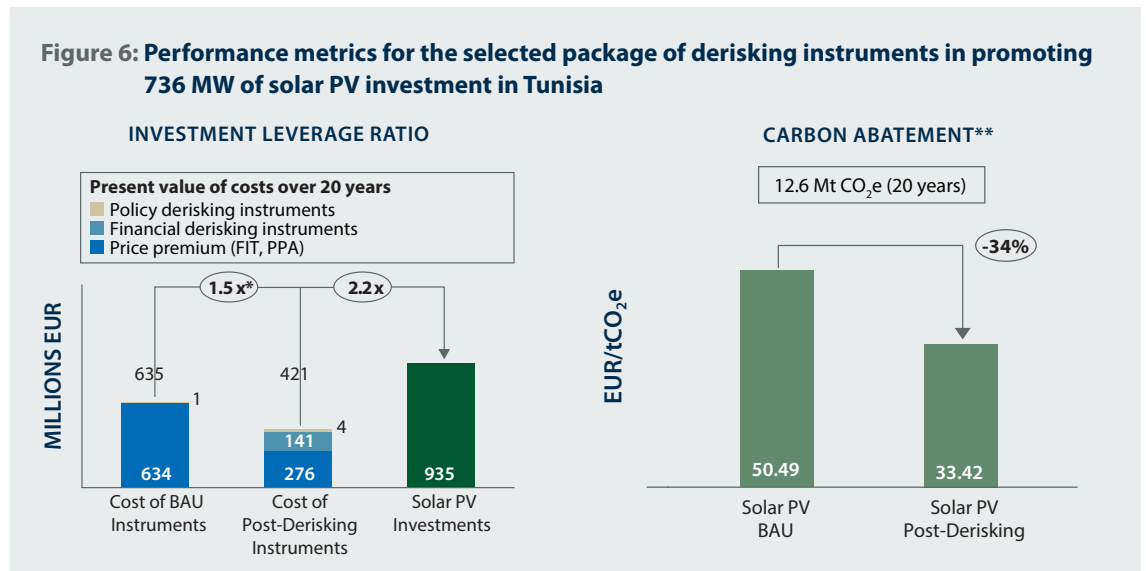 Figure 6: Performance metrics for the selected package of derisking instruments in promoting
736 MW of solar PV investment in Tunisia
INVESTMENT LEVERAGE RATIO
Present value of costs over 20 years
Policy derisking instruments
Financial derisking instruments
Price premium (FIT, PPA)
1.5 x*
2.2x
MILLIONS EUR
635
1
634
421
4
141
276
935
Cost of BAU
Instruments
Cost of
Post-Derisking
Instruments
Solar PV
Investments
CARBON ABATEMENT**
12.6 Mt CO₂e (20 years)
-34%
EUR/tCO₂e
50.49
33.42
Solar PV
BAU
Solar PV
Post-Derisking